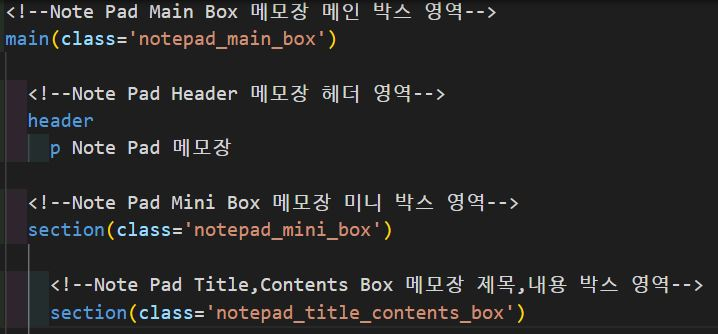 <!--Note Pad Main Box 메모장 메인 박스 영역-->
main(class='notepad_main_box')
<!--Note Pad Header 메모장 헤더 영역-->
header
p Note Pad 메모장
<!--Note Pad Mini Box 메모장 미니 박스 영역-->
section(class='notepad_mini_box')
<!--Note Pad Title,Contents Box 메모장 제목,내용 박스 영역-->
section(class='notepad_title_contents_box')